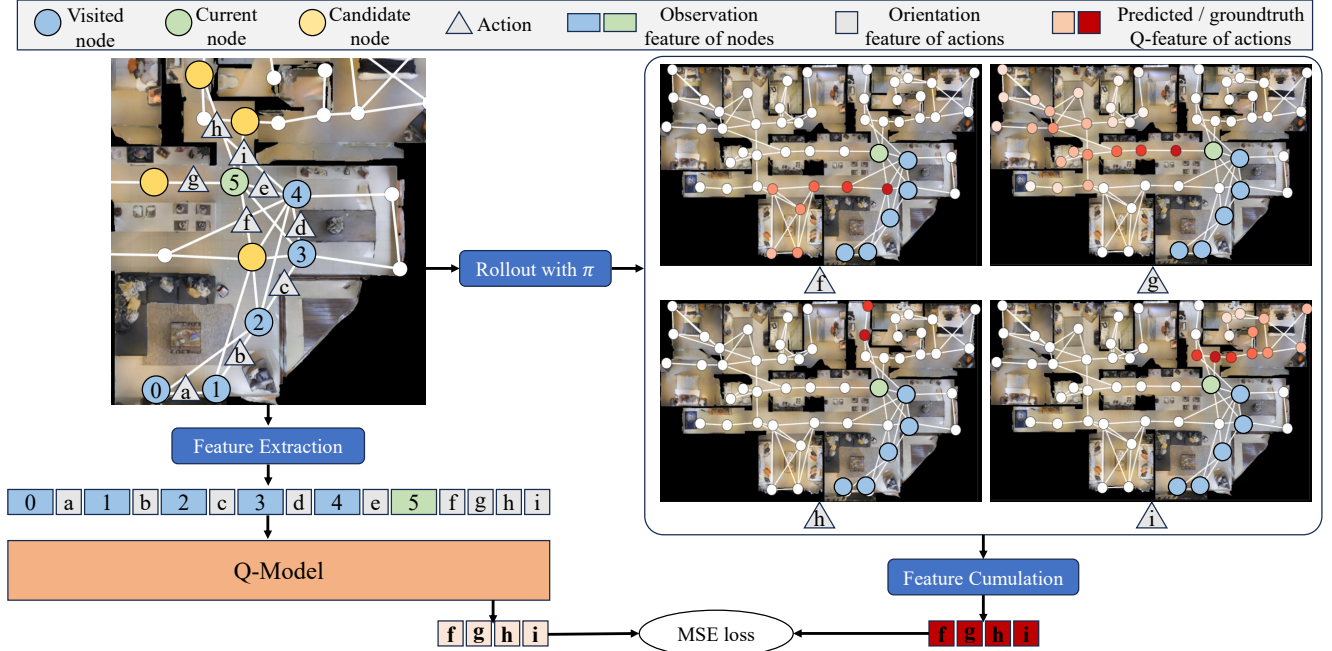 Visited
node
Current
node
Candidate
node
Action
Observation
feature of nodes
Orientation
feature of actions
Predicted / groundtruth
Q-feature of actions
h
i
g
5
e
4
f
d
3
c
2
b
0
a
1
Rollout with π
f
g
h
i
Feature Extraction
0 a 1 b 2 c 3 d 4 e 5 f g h i
Q-Model
Feature Cumulation
f g h i
MSE loss
f g h i